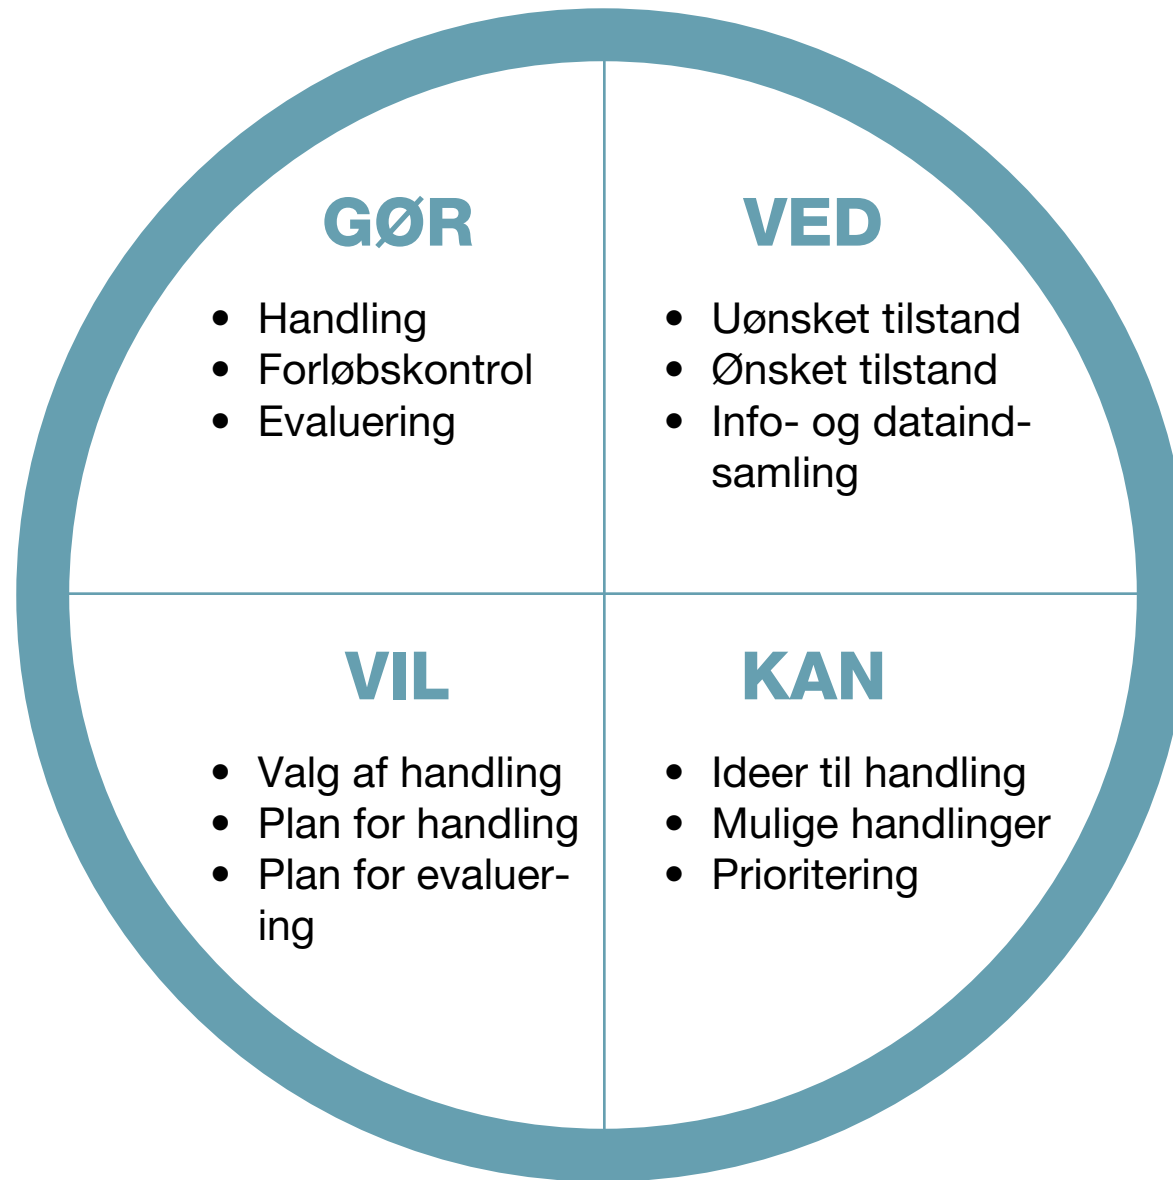 GØR
• Handling
• Forløbskontrol
• Evaluering
VED
• Uønsket tilstand
• Ønsket tilstand
• Info- og dataind-
samling
VIL
• Valg af handling
• Plan for handling
• Plan for evaluer-
ing
KAN
• Ideer til handling
• Mulige handlinger
• Prioritering